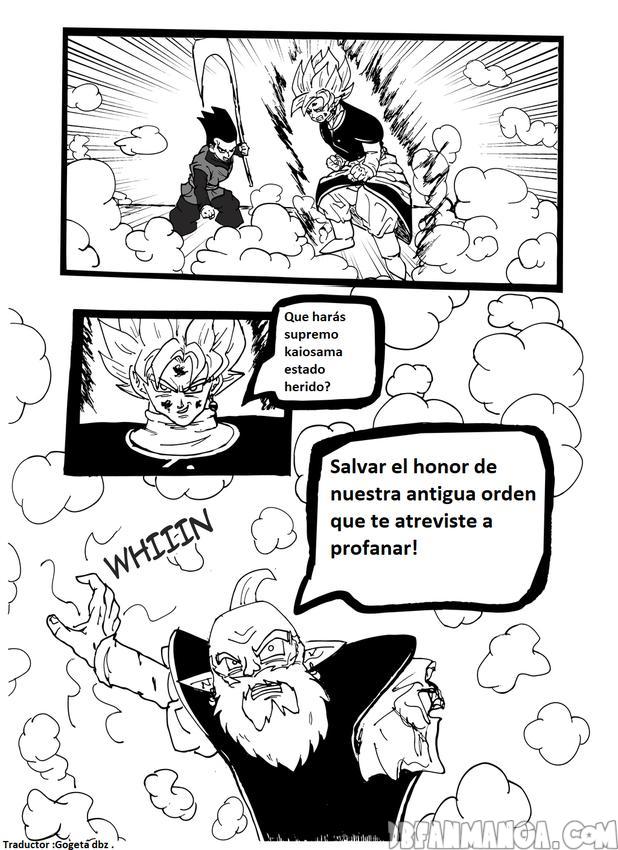 Que harás
supremo
kaiosama
estado
herido?
Salvar el honor de
nuestra antigua orden
que te atreviste a
profanar!
WHIIIN
Traductor :Gogeta dbz .
DBFANMANGA.COM